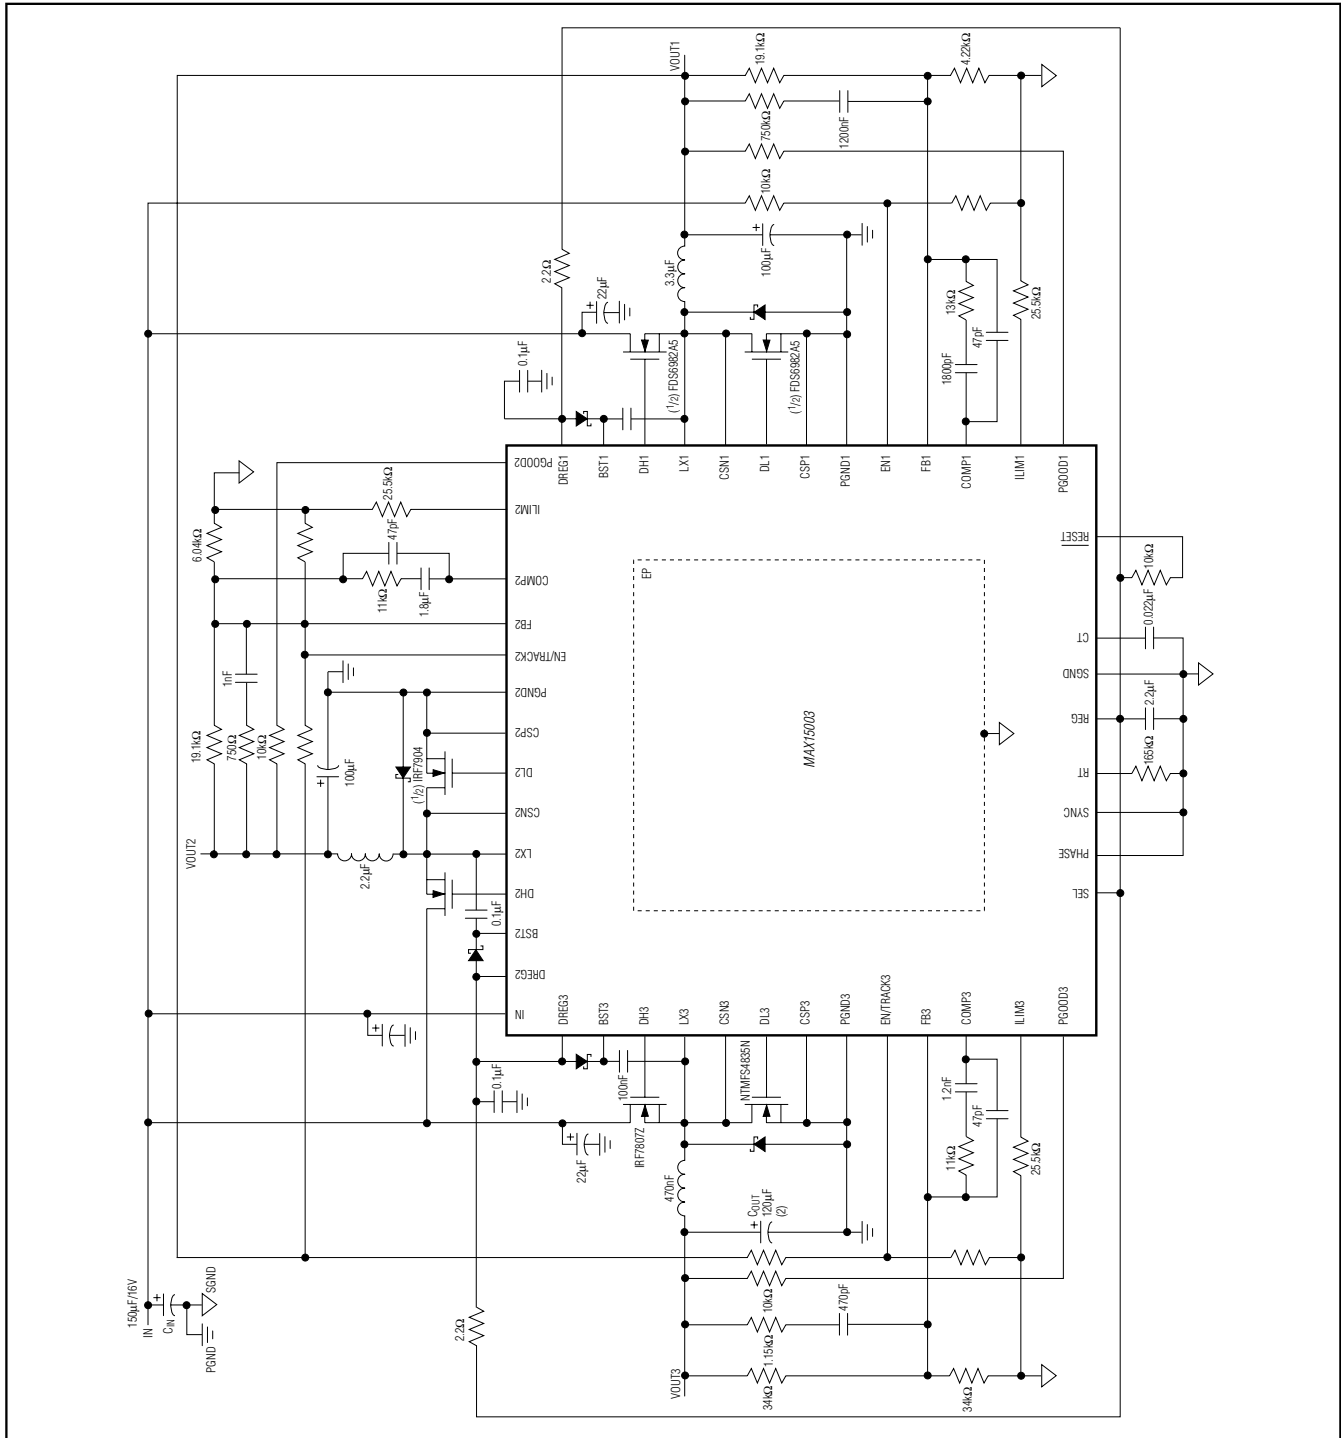 VOUT1
19.1kΩ
4.22kΩ
750kΩ
1200nF
10kΩ
2.2Ω
22µF
3.3µF
100µF
0.1µF
(1/2) FDS6982A5
(1/2) FDS6982A5
13kΩ
47pF
1800pF
25.5kΩ
DREG1
BST1
DH1
LX1
CSN1
DL1
CSP1
PGND1
EN1
FB1
COMP1
ILIM1
PGOOD1
PGOOD2
ILIM2
COMP2
FB2
EN/TRACK2
PGND2
CSP2
DL2
CSN2
LX2
DH2
BST2
DREG2
IN
6.04kΩ
25.5kΩ
47pF
11kΩ
1.8µF
1nF
19.1kΩ
750Ω
10kΩ
100µF
(1/2) IRF7904
VOUT2
2.2µF
0.1µF
EP
MAX15003
RESET
CT
SGND
REG
RT
SYNC
PHASE
SEL
10kΩ
0.022µF
2.2µF
165kΩ
DREG3
BST3
DH3
LX3
CSN3
DL3
CSP3
PGND3
EN/TRACK3
FB3
COMP3
ILIM3
PGOOD3
0.1µF
100nF
NTMFS4835N
IRF7807Z
22µF
1.2nF
47pF
11kΩ
25.5kΩ
470nF
COUT
120µF
(2)
150µF/16V
IN
CIN
SGND
PGND
2.2Ω
10kΩ
470pF
1.15kΩ
VOUT3
34kΩ
34kΩ